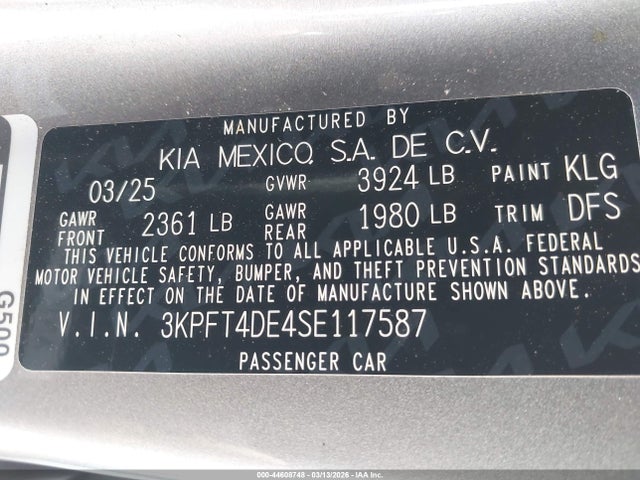 MANUFACTURED BY
KIA MEXICO, S.A. DE C.V.
03/25 GVWR 3924 LB PAINT KLG
GAWR FRONT 2361 LB GAWR REAR 1980 LB TRIM DFS
THIS VEHICLE CONFORMS TO ALL APPLICABLE U.S.A. FEDERAL
MOTOR VEHICLE SAFETY, BUMPER, AND THEFT PREVENTION STANDARDS
IN EFFECT ON THE DATE OF MANUFACTURE SHOWN ABOVE.
V.I.N. 3KPFT4DE4SE117587
PASSENGER CAR
G500
000-44608748 - 03/13/2026 - IAA Inc.